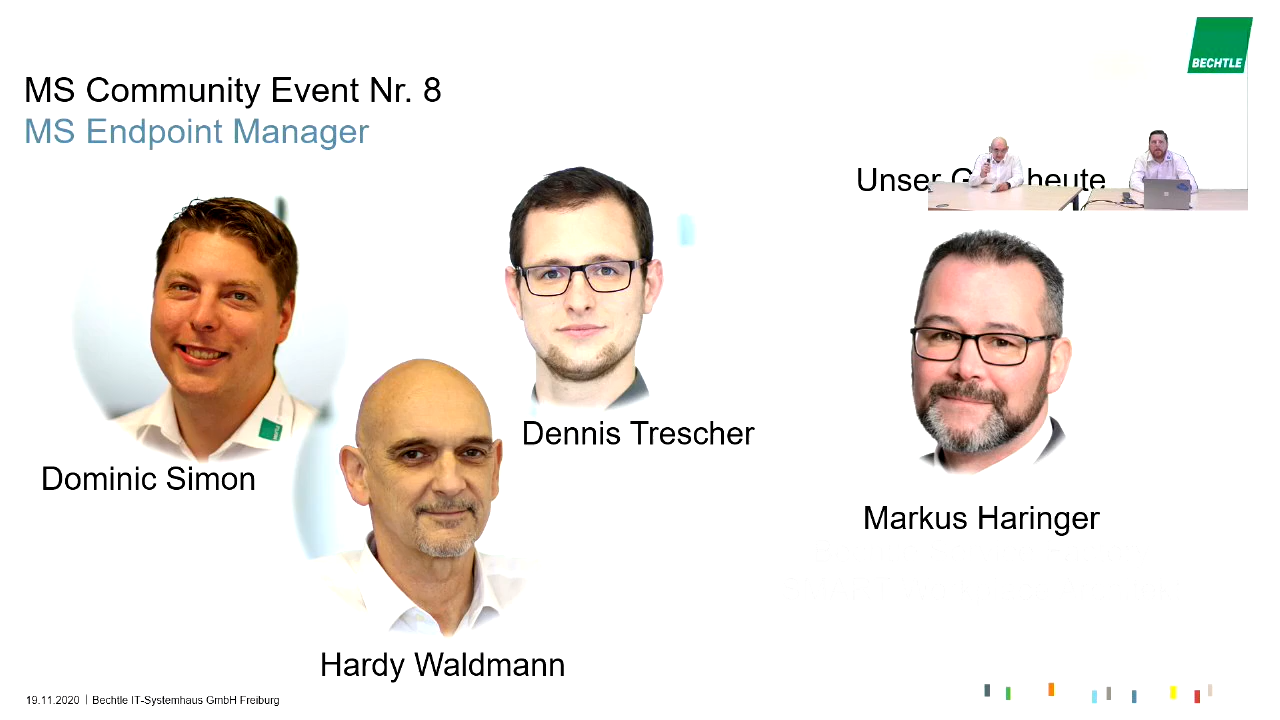 BECHTLE
MS Community Event Nr. 8
MS Endpoint Manager
Unser G heute
Dennis Trescher
Dominic Simon
Markus Haringer
Hardy Waldmann
19.11.2020 | Bechtle IT-Systemhaus GmbH Freiburg